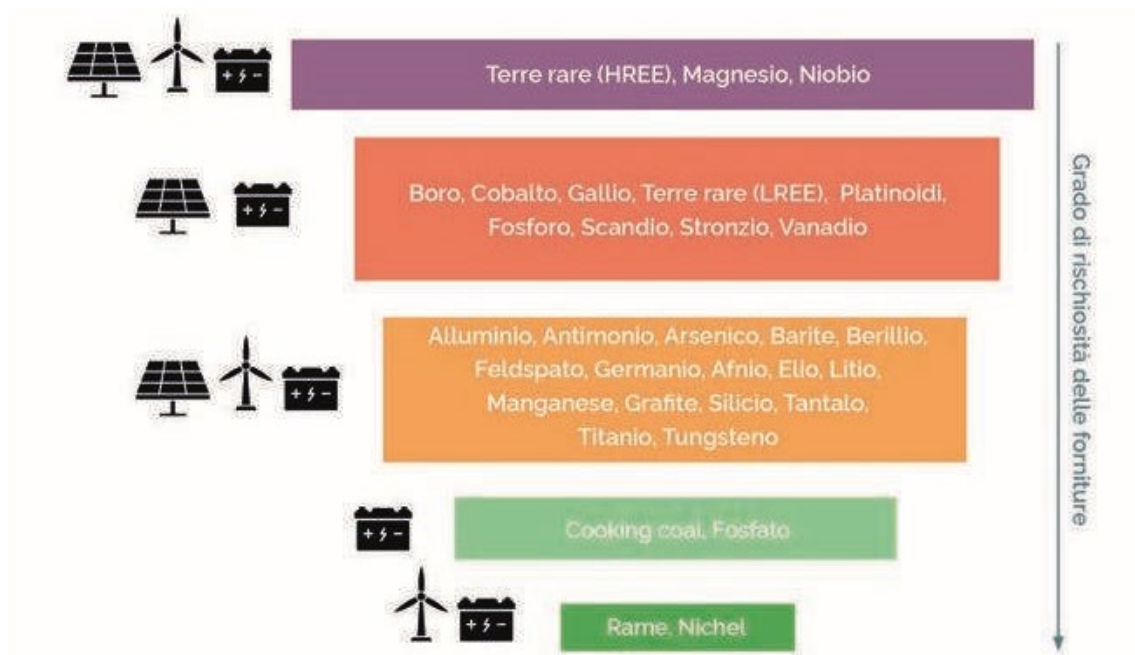 Terre rare (HREE), Magnesio, Niobio
Boro, Cobalto, Gallio, Terre rare (LREE), Platinoidi,
Fosforo, Scandio, Stronzio, Vanadio
Alluminio, Antimonio, Arsenico, Barite, Berillio,
Feldspato, Germanio, Afnio, Elio, Litio,
Manganese, Grafite, Silicio, Tantalo,
Titanio, Tungsteno
Cooking coal, Fosfato
Rame, Nichel
Grado di rischiosità delle forniture